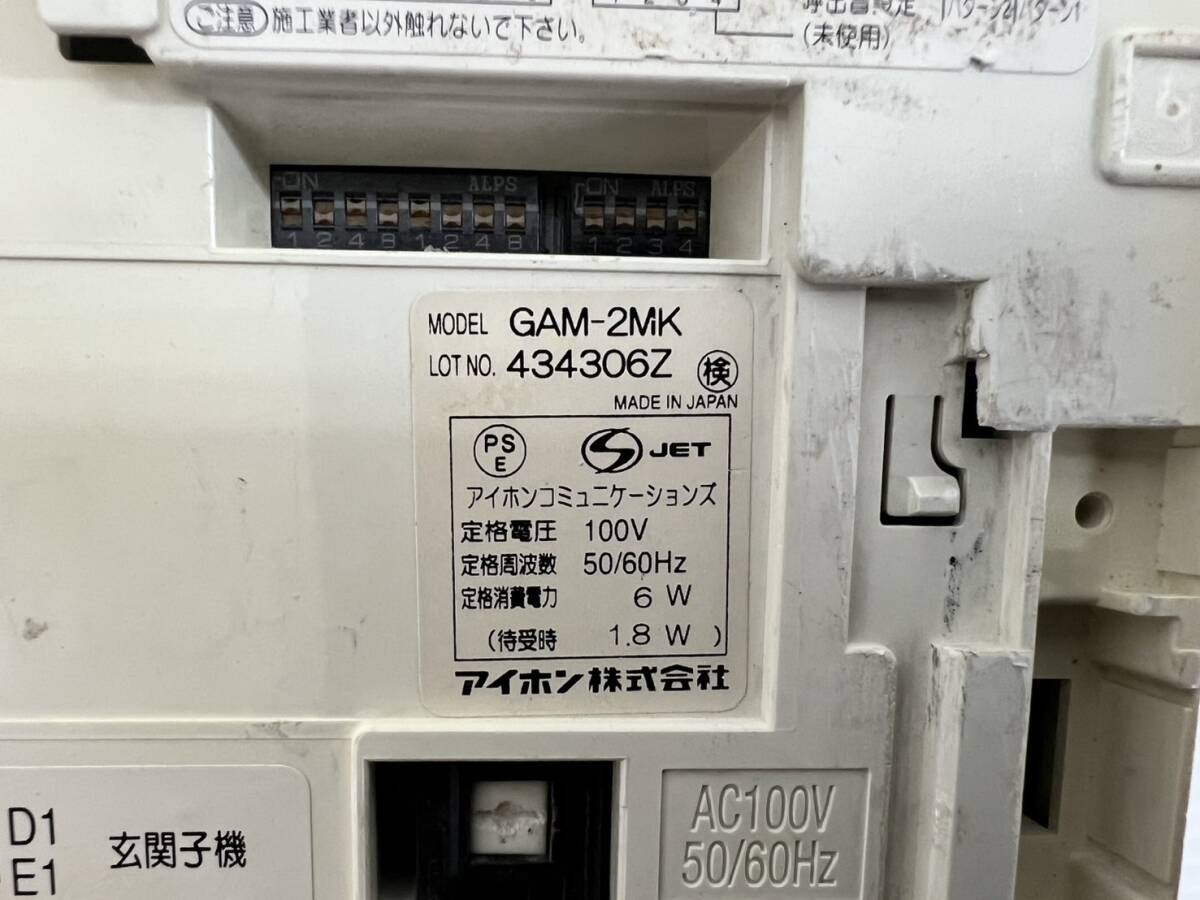 ご注意 施工業者以外触れないで下さい。
(未使用)
ON ALPS
1 2 4 8 1 2 4 8
ON ALPS
1 2 3 4
MODEL GAM-2MK
LOT NO. 434306Z 検
MADE IN JAPAN
PS
E
JET
アイホンコミュニケーションズ
定格電圧 100V
定格周波数 50/60Hz
定格消費電力 6 W
(待受時 1.8 W )
アイホン株式会社
D1
E1
玄関子機
AC100V
50/60Hz